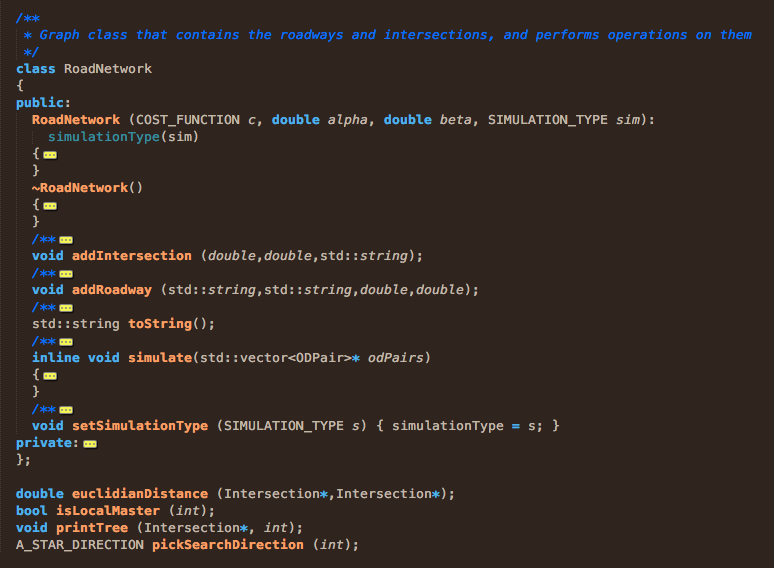 /**
 * Graph class that contains the roadways and intersections, and performs operations on them
 */
class RoadNetwork
{
public:
  RoadNetwork (COST_FUNCTION c, double alpha, double beta, SIMULATION_TYPE sim):
    simulationType(sim)
  {
  }
  ~RoadNetwork()
  {
  }
  /**
  void addIntersection (double,double,std::string);
  /**
  void addRoadway (std::string,std::string,double,double);
  /**
  std::string toString();
  /**
  inline void simulate(std::vector<ODPair>* odPairs)
  {
  }
  /**
  void setSimulationType (SIMULATION_TYPE s) { simulationType = s; }
private:
};

double euclidianDistance (Intersection*,Intersection*);
bool isLocalMaster (int);
void printTree (Intersection*, int);
A_STAR_DIRECTION pickSearchDirection (int);